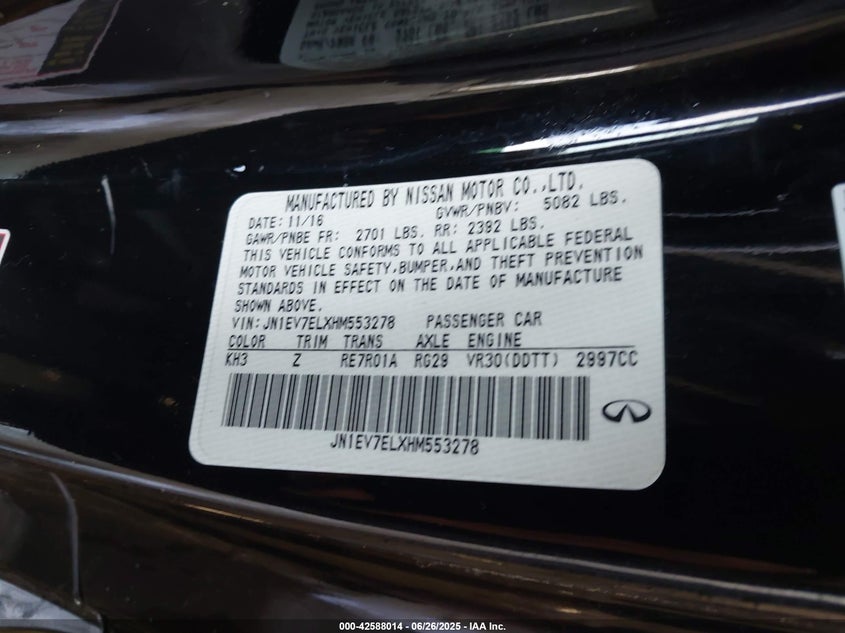 MANUFACTURED BY NISSAN MOTOR CO.,LTD.
DATE: 11/16 GVWR/PNBV: 5082 LBS.
GAWR/PNBE FR: 2701 LBS. RR: 2392 LBS.
THIS VEHICLE CONFORMS TO ALL APPLICABLE FEDERAL
MOTOR VEHICLE SAFETY,BUMPER,AND THEFT PREVENTION
STANDARDS IN EFFECT ON THE DATE OF MANUFACTURE
SHOWN ABOVE.
VIN:JN1EV7ELXHM553278 PASSENGER CAR
COLOR TRIM TRANS AXLE ENGINE
KH3 Z RE7R01A RG29 VR30(DDTT) 2997CC
JN1EV7ELXHM553278
000-42588014 - 06/26/2025 - IAA Inc.